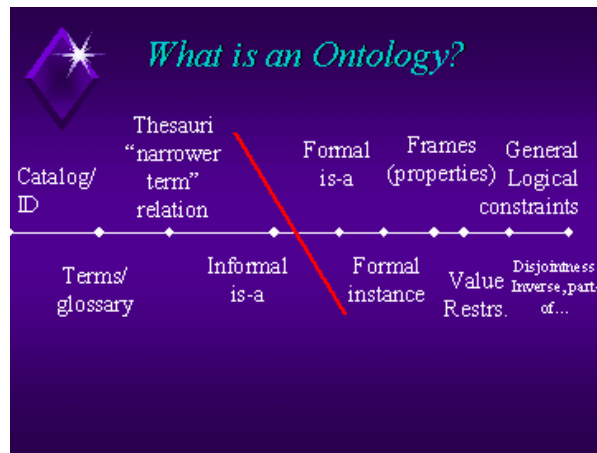 What is an Ontology?
Catalog/
ID
Thesauri
“narrower
term”
relation
Formal
is-a
Frames
(properties)
General
Logical
constraints
Terms/
glossary
Informal
is-a
Formal
instance
Value
Restrs.
Disjointness
Inverse, part-
of...